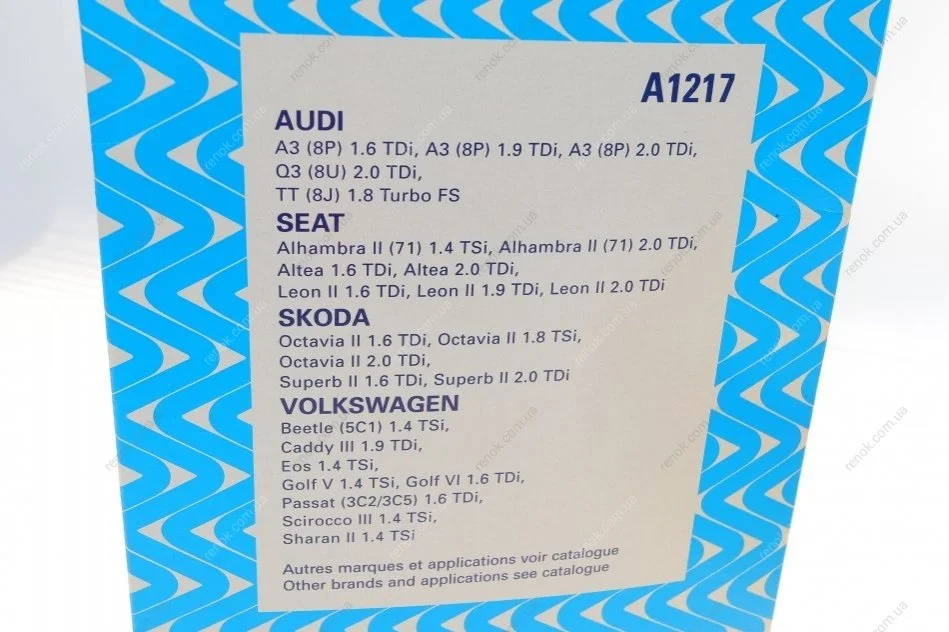 A1217
AUDI
A3 (8P) 1.6 TDi, A3 (8P) 1.9 TDi, A3 (8P) 2.0 TDi,
Q3 (8U) 2.0 TDi,
TT (8J) 1.8 Turbo FS
SEAT
Alhambra II (71) 1.4 TSi, Alhambra II (71) 2.0 TDi,
Altea 1.6 TDi, Altea 2.0 TDi,
Leon II 1.6 TDi, Leon II 1.9 TDi, Leon II 2.0 TDi
SKODA
Octavia II 1.6 TDi, Octavia II 1.8 TSi,
Octavia II 2.0 TDi,
Superb II 1.6 TDi, Superb II 2.0 TDi
VOLKSWAGEN
Beetle (5C1) 1.4 TSi,
Caddy III 1.9 TDi,
Eos 1.4 TSi,
Golf V 1.4 TSi, Golf VI 1.6 TDi,
Passat (3C2/3C5) 1.6 TDi,
Scirocco III 1.4 TSi,
Sharan II 1.4 TSi
Autres marques et applications voir catalogue
Other brands and applications see catalogue
renok.com.ua